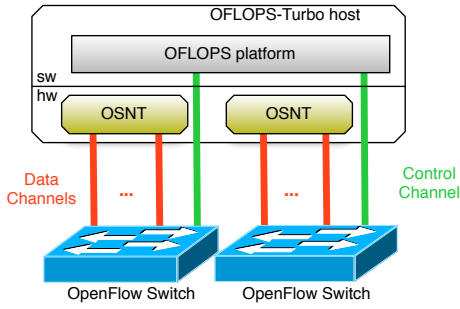 OFLOPS-Turbo host
OFLOPS platform
sw
hw
OSNT
OSNT
Data
Channels
...
...
Control
Channel
OpenFlow Switch
OpenFlow Switch